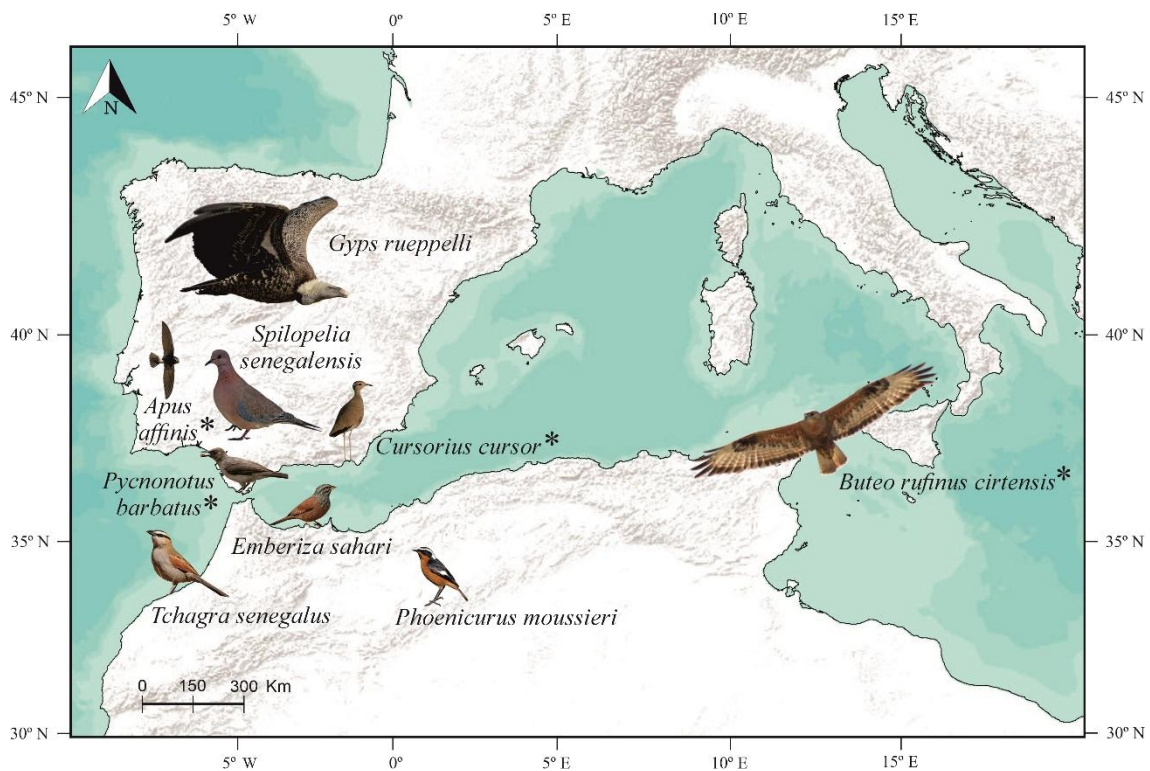 5° W 0° 5° E 10° E 15° E
45° N 45° N
N
Gyps rueppelli
40° N 40° N
Spilopelia
senegalensis
Apus
affinis*
Cursorius cursor*
Pycnonotus
barbatus*
Buteo rufinus cirtensis*
Emberiza sahari
35° N 35° N
Tchagra senegalus
Phoenicurus moussieri
0 150 300 Km
30° N 30° N
5° W 0° 5° E 10° E 15° E